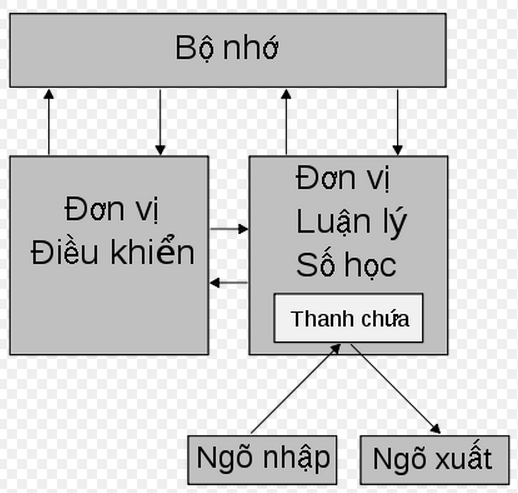 Bộ nhớ
Đơn vị
Điều khiển
Đơn vị
Luận lý
Số học
Thanh chứa
Ngõ nhập
Ngõ xuất